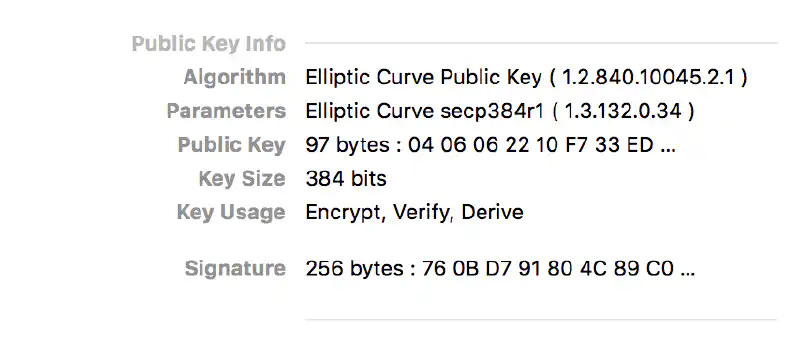 Public Key Info
Algorithm Elliptic Curve Public Key ( 1.2.840.10045.2.1 )
Parameters Elliptic Curve secp384r1 ( 1.3.132.0.34 )
Public Key 97 bytes : 04 06 06 22 10 F7 33 ED ...
Key Size 384 bits
Key Usage Encrypt, Verify, Derive
Signature 256 bytes : 76 0B D7 91 80 4C 89 C0 ...